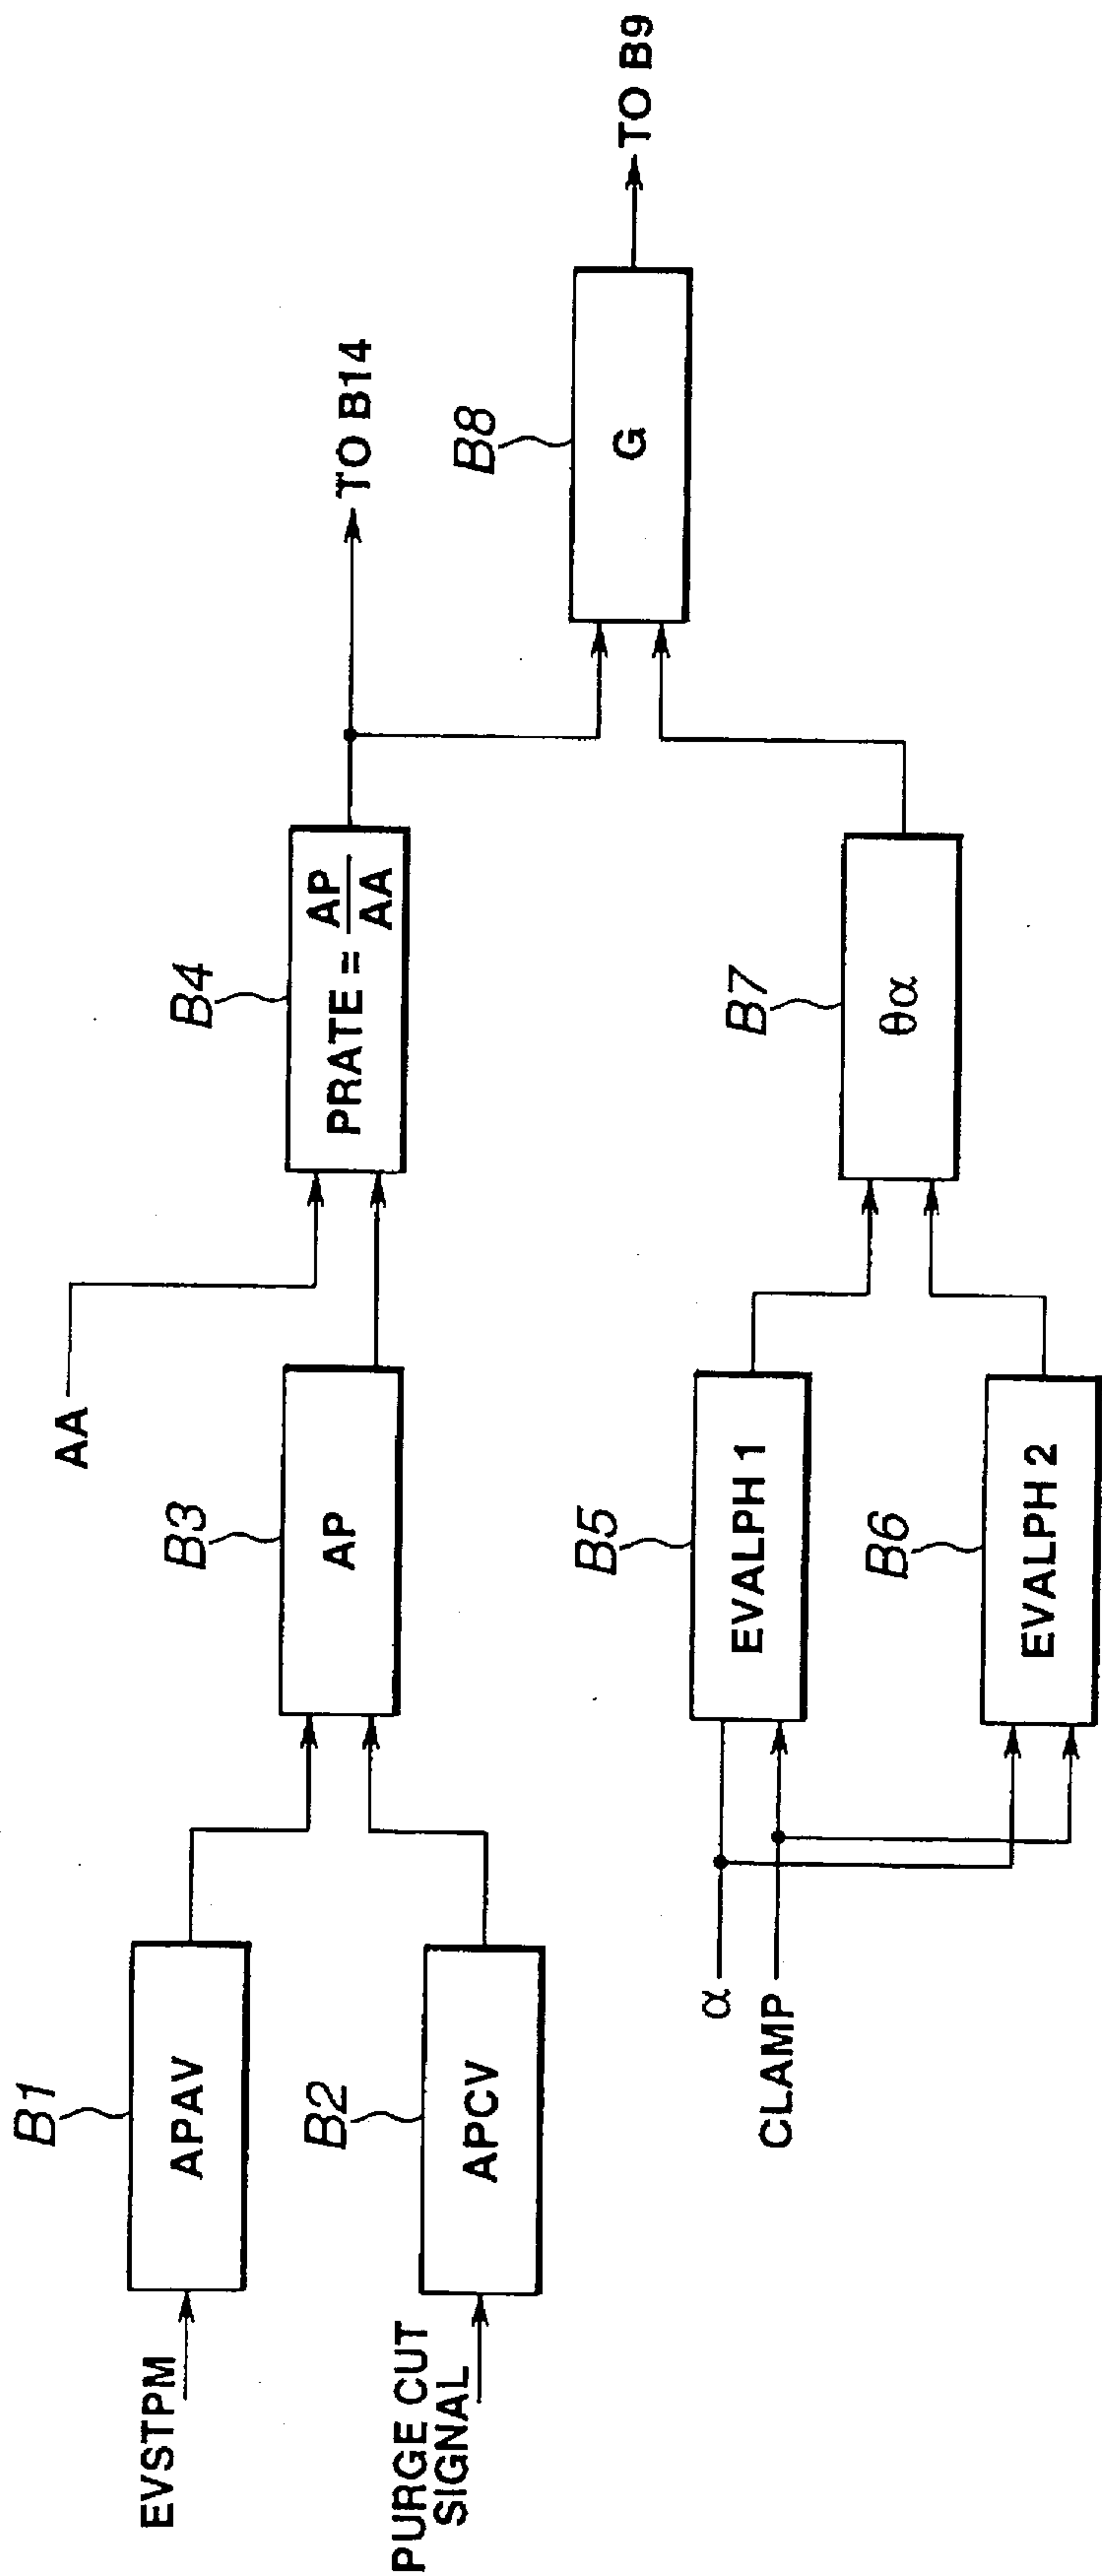 EVSTPM
B1
APAV
PURGE CUT
SIGNAL
B2
APCV
B3
AP
AA
B4
PRATE = AP
AA
TO B14
α
CLAMP
B5
EVALPH 1
B6
EVALPH 2
B7
θα
B8
G
TO B9